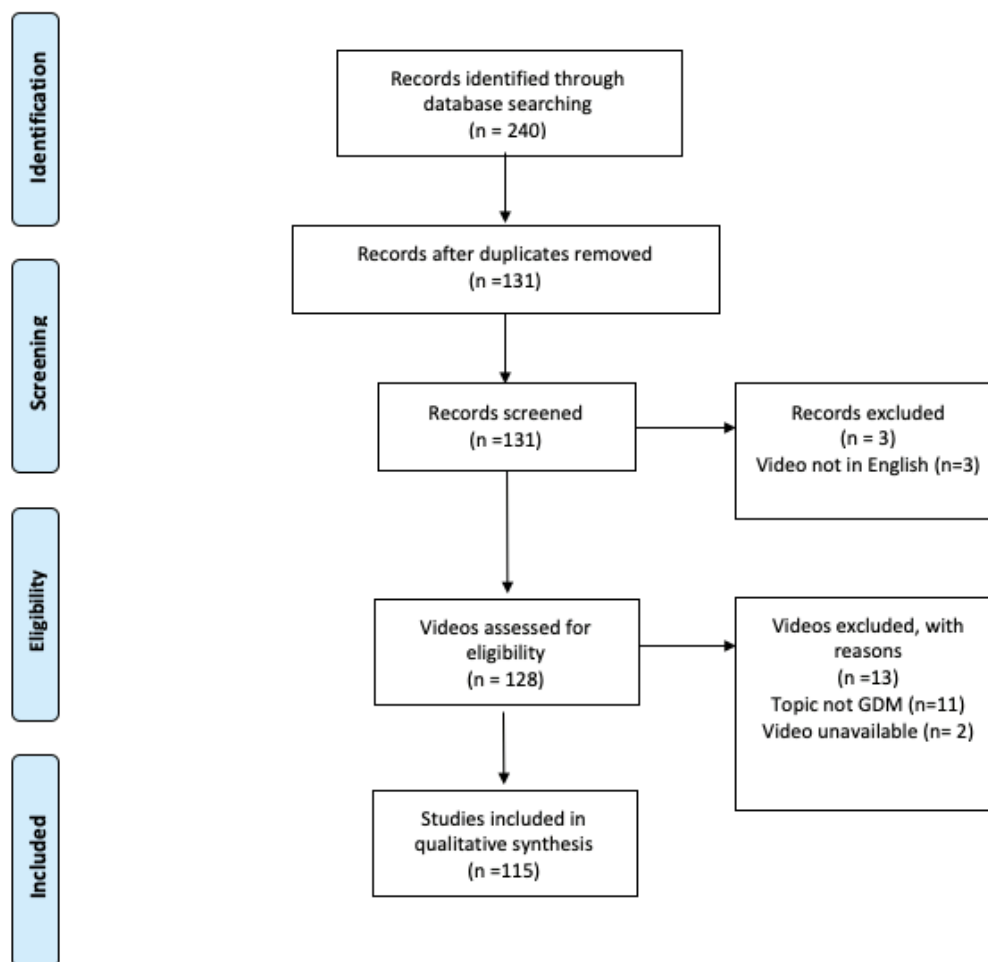 Identification
Records identified through
database searching
(n = 240)
Records after duplicates removed
(n =131)
Screening
Records screened
(n =131)
Records excluded
(n = 3)
Video not in English (n=3)
Eligibility
Videos assessed for
eligibility
(n = 128)
Videos excluded, with
reasons
(n =13)
Topic not GDM (n=11)
Video unavailable (n= 2)
Included
Studies included in
qualitative synthesis
(n =115)